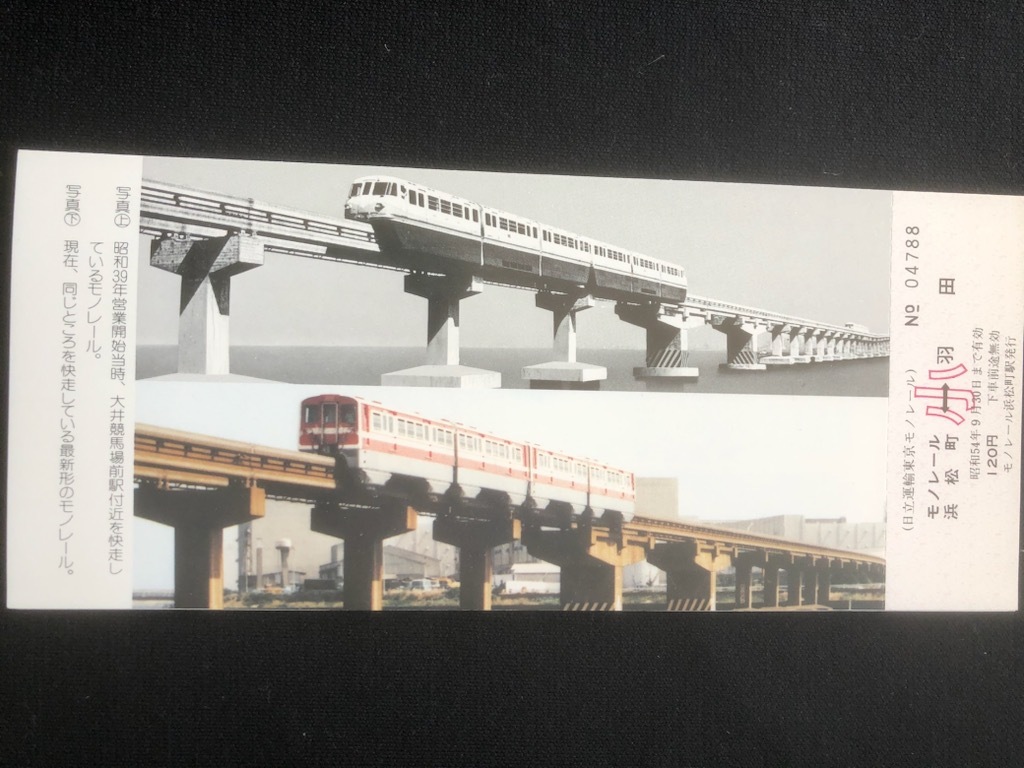 写真㊤ 昭和39年営業開始当時、大井競馬場前駅付近を快走し
ているモノレール。
写真㊦ 現在、同じところを快走している最新形のモノレール。
№ 04788
(日立運輸東京モノレール)
モノレール
浜松町↔羽田
小
昭和54年9月30日まで有効
120円 下車前途無効
モノレール浜松町駅発行